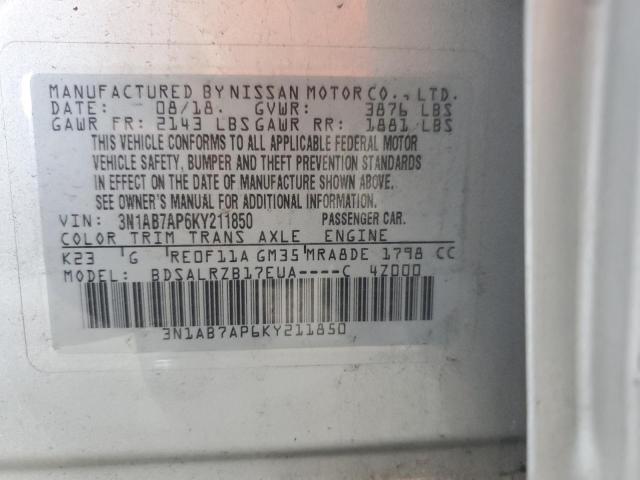 MANUFACTURED BY NISSAN MOTOR CO., LTD.
DATE: 08/18. GVWR: 3876 LBS
GAWR FR: 2143 LBS GAWR RR: 1881 LBS
THIS VEHICLE CONFORMS TO ALL APPLICABLE FEDERAL MOTOR
VEHICLE SAFETY, BUMPER AND THEFT PREVENTION STANDARDS
IN EFFECT ON THE DATE OF MANUFACTURE SHOWN ABOVE.
SEE OWNER'S MANUAL FOR ADDITIONAL INFORMATION.
VIN: 3N1AB7AP6KY211850 PASSENGER CAR.
COLOR TRIM TRANS AXLE ENGINE
K23 G RE0F11A GM35 MRA8DE 1798 CC
MODEL: BDSALRZB17EUA----C 4Z000
3N1AB7AP6KY211850